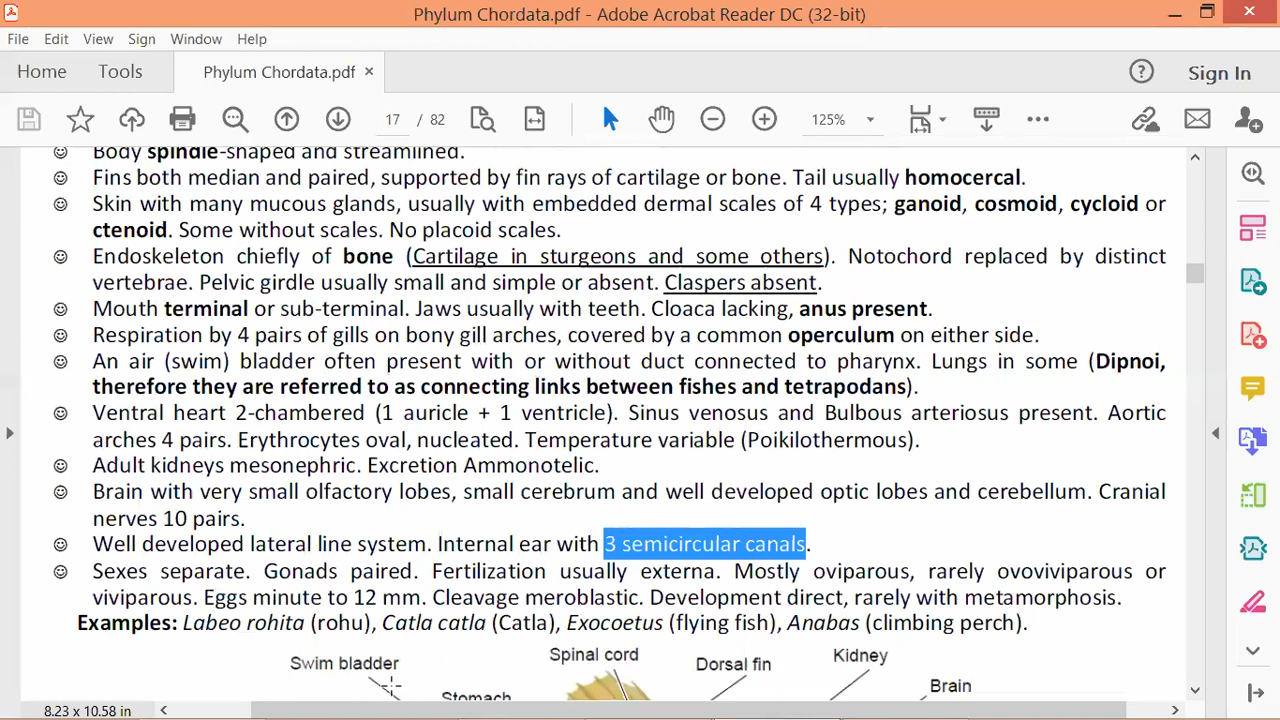 Phylum Chordata.pdf - Adobe Acrobat Reader DC (32-bit)
File Edit View Sign Window Help
Home Tools Phylum Chordata.pdf × Sign In
17 / 82 125%
Body spindle-shaped and streamlined.
Fins both median and paired, supported by fin rays of cartilage or bone. Tail usually homocercal.
Skin with many mucous glands, usually with embedded dermal scales of 4 types; ganoid, cosmoid, cycloid or
ctenoid. Some without scales. No placoid scales.
Endoskeleton chiefly of bone (Cartilage in sturgeons and some others). Notochord replaced by distinct
vertebrae. Pelvic girdle usually small and simple or absent. Claspers absent.
Mouth terminal or sub-terminal. Jaws usually with teeth. Cloaca lacking, anus present.
Respiration by 4 pairs of gills on bony gill arches, covered by a common operculum on either side.
An air (swim) bladder often present with or without duct connected to pharynx. Lungs in some (Dipnoi,
therefore they are referred to as connecting links between fishes and tetrapodans).
Ventral heart 2-chambered (1 auricle + 1 ventricle). Sinus venosus and Bulbous arteriosus present. Aortic
arches 4 pairs. Erythrocytes oval, nucleated. Temperature variable (Poikilothermous).
Adult kidneys mesonephric. Excretion Ammonotelic.
Brain with very small olfactory lobes, small cerebrum and well developed optic lobes and cerebellum. Cranial
nerves 10 pairs.
Well developed lateral line system. Internal ear with 3 semicircular canals.
Sexes separate. Gonads paired. Fertilization usually externa. Mostly oviparous, rarely ovoviviparous or
viviparous. Eggs minute to 12 mm. Cleavage meroblastic. Development direct, rarely with metamorphosis.
Examples: Labeo rohita (rohu), Catla catla (Catla), Exocoetus (flying fish), Anabas (climbing perch).
Swim bladder Spinal cord Dorsal fin Kidney
Stomach Brain
8.23 x 10.58 in